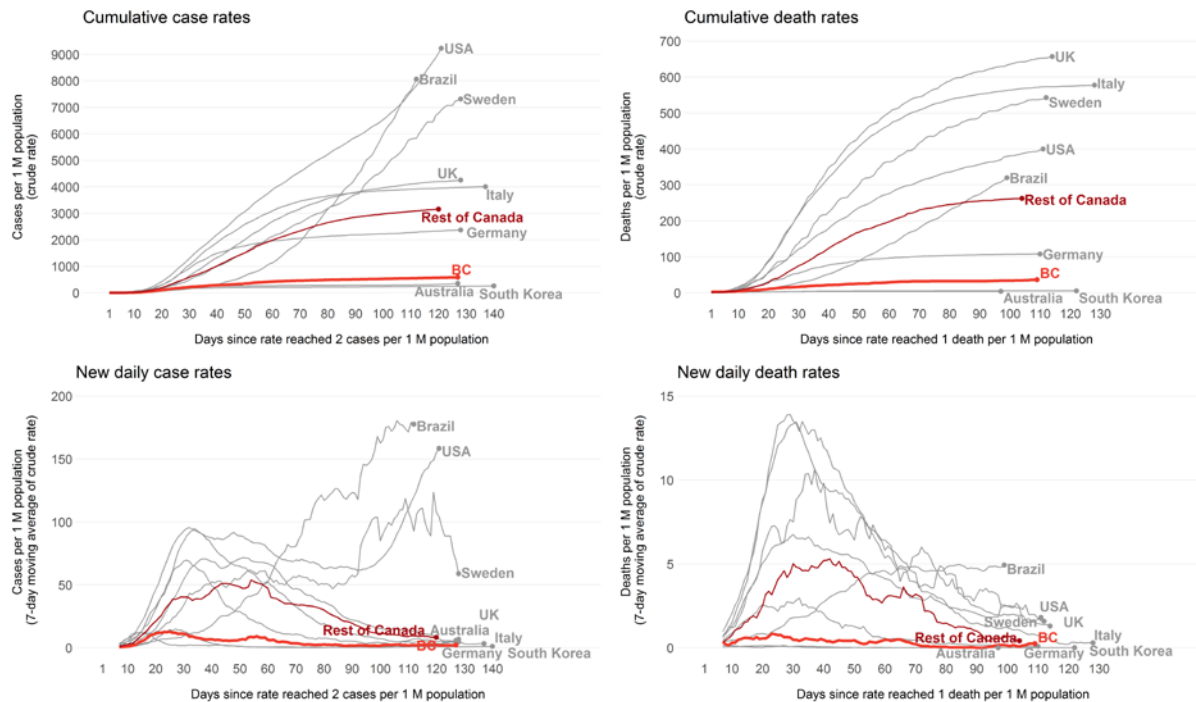 Cumulative case rates
Cases per 1 M population
(crude rate)
9000
8000
7000
6000
5000
4000
3000
2000
1000
0
USA
Brazil
Sweden
UK
Italy
Rest of Canada
Germany
BC
Australia
South Korea
1 10 20 30 40 50 60 70 80 90 100 110 120 130 140
Days since rate reached 2 cases per 1 M population
Cumulative death rates
Deaths per 1 M population
(crude rate)
700
600
500
400
300
200
100
0
UK
Italy
Sweden
USA
Brazil
Rest of Canada
Germany
BC
Australia
South Korea
1 10 20 30 40 50 60 70 80 90 100 110 120 130
Days since rate reached 1 death per 1 M population
New daily case rates
Cases per 1 M population
(7-day moving average of crude rate)
200
150
100
50
0
Brazil
USA
Sweden
UK
Rest of Canada
Australia
Italy
BC
Germany
South Korea
1 10 20 30 40 50 60 70 80 90 100 110 120 130 140
Days since rate reached 2 cases per 1 M population
New daily death rates
Deaths per 1 M population
(7-day moving average of crude rate)
15
10
5
0
Brazil
USA
Sweden
UK
Rest of Canada
BC
Italy
Australia
Germany
South Korea
1 10 20 30 40 50 60 70 80 90 100 110 120 130
Days since rate reached 1 death per 1 M population